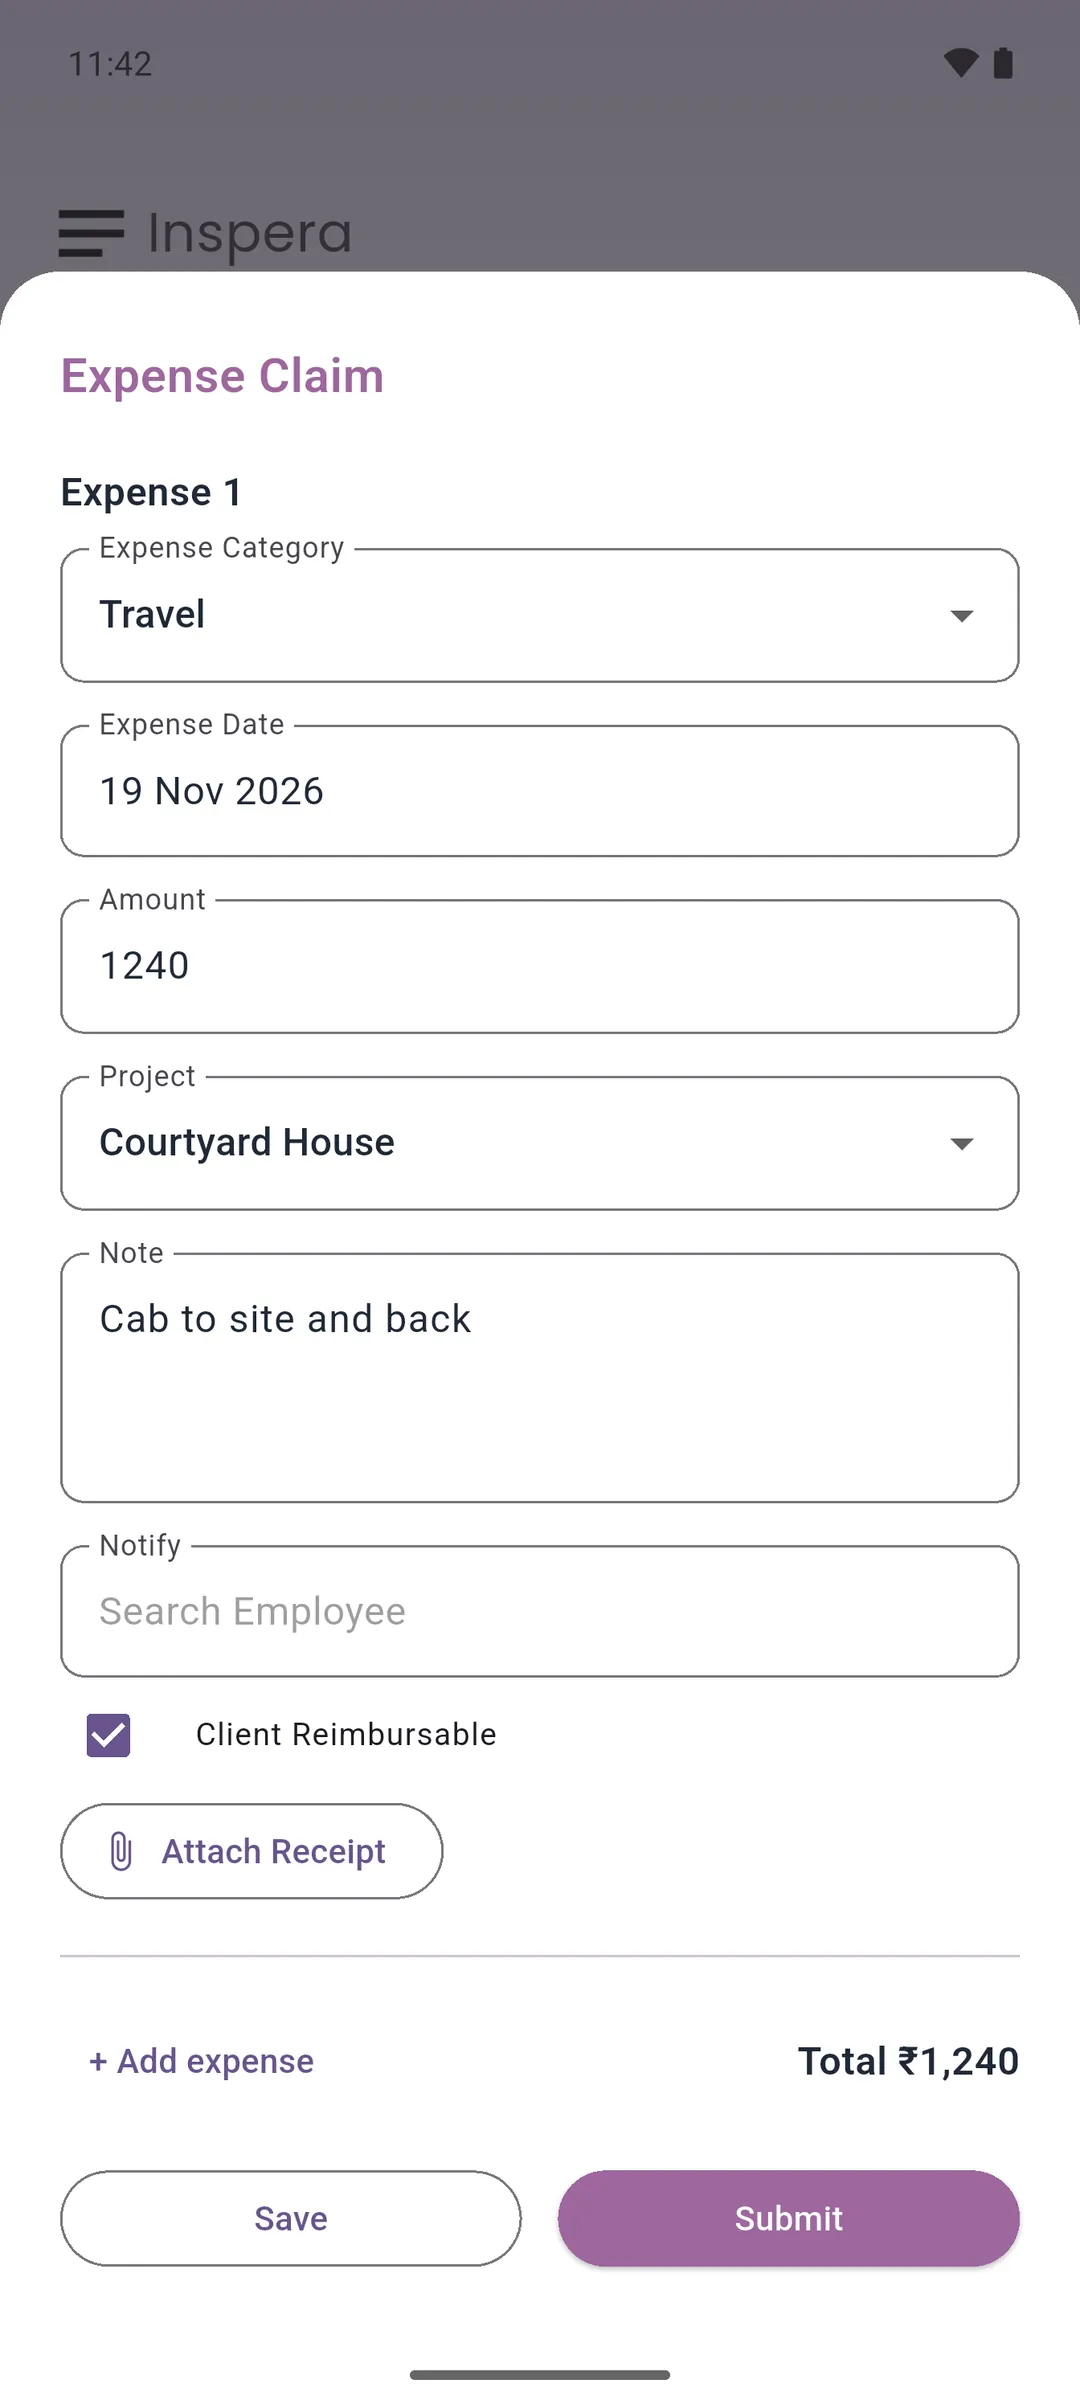 11:42
Inspera
Expense Claim
Expense 1
Expense Category
Travel
Expense Date
19 Nov 2026
Amount
1240
Project
Courtyard House
Note
Cab to site and back
Notify
Search Employee
Client Reimbursable
Attach Receipt
+ Add expense
Total ₹1,240
Save
Submit